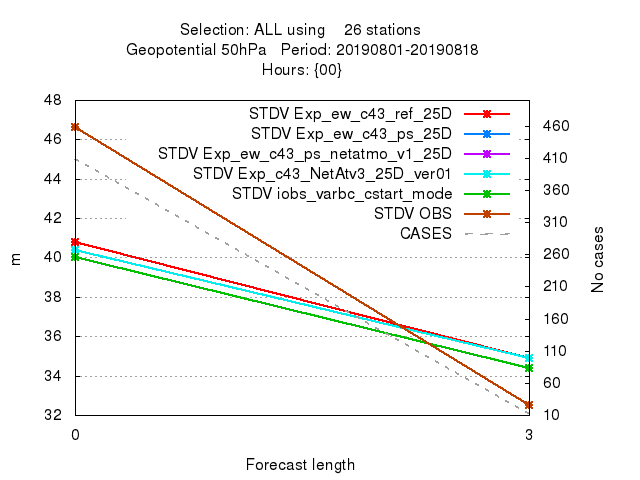 Selection: ALL using    26 stations
Geopotential 50hPa   Period: 20190801-20190818
Hours: {00}
STDV Exp_ew_c43_ref_25D
STDV Exp_ew_c43_ps_25D
STDV Exp_ew_c43_ps_netatmo_v1_25D
STDV Exp_c43_NetAtv3_25D_ver01
STDV iobs_varbc_cstart_mode
STDV OBS
CASES
48
46
44
42
40
38
36
34
32
m
460
410
360
310
260
210
160
110
60
10
No cases
0
3
Forecast length